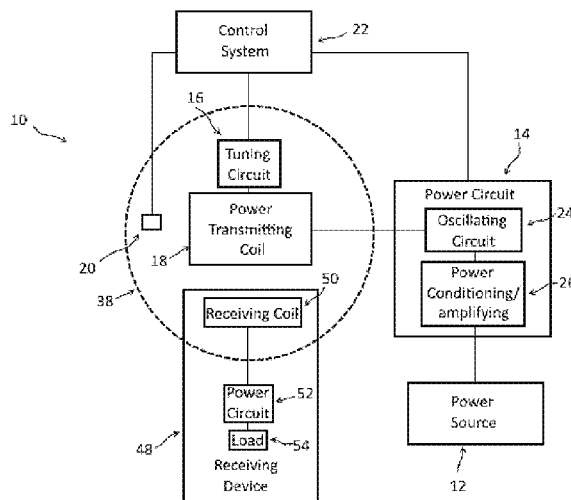 Control
System
22
16
10
14
Tuning
Circuit
Power Circuit
Power
Transmitting
Coil
Oscillating
Circuit
24
20
18
50
Power
Conditioning/
amplifying
26
38
Receiving Coil
Power
Circuit
52
Power
Source
Load
54
48
Receiving
Device
12